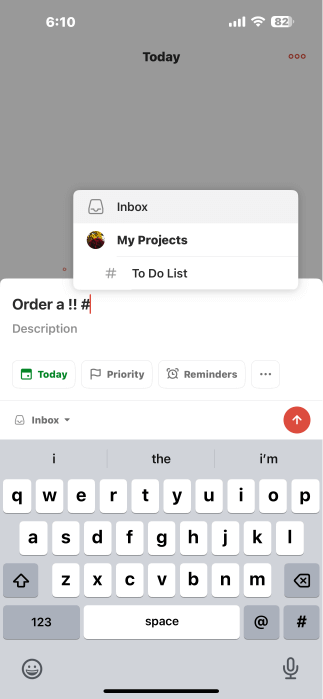 6:10
82
Today
Inbox
My Projects
# To Do List
Order a !! #
Description
Today Priority Reminders ...
Inbox
i the i'm
q w e r t y u i o p
a s d f g h j k l
z x c v b n m
123 space @ #